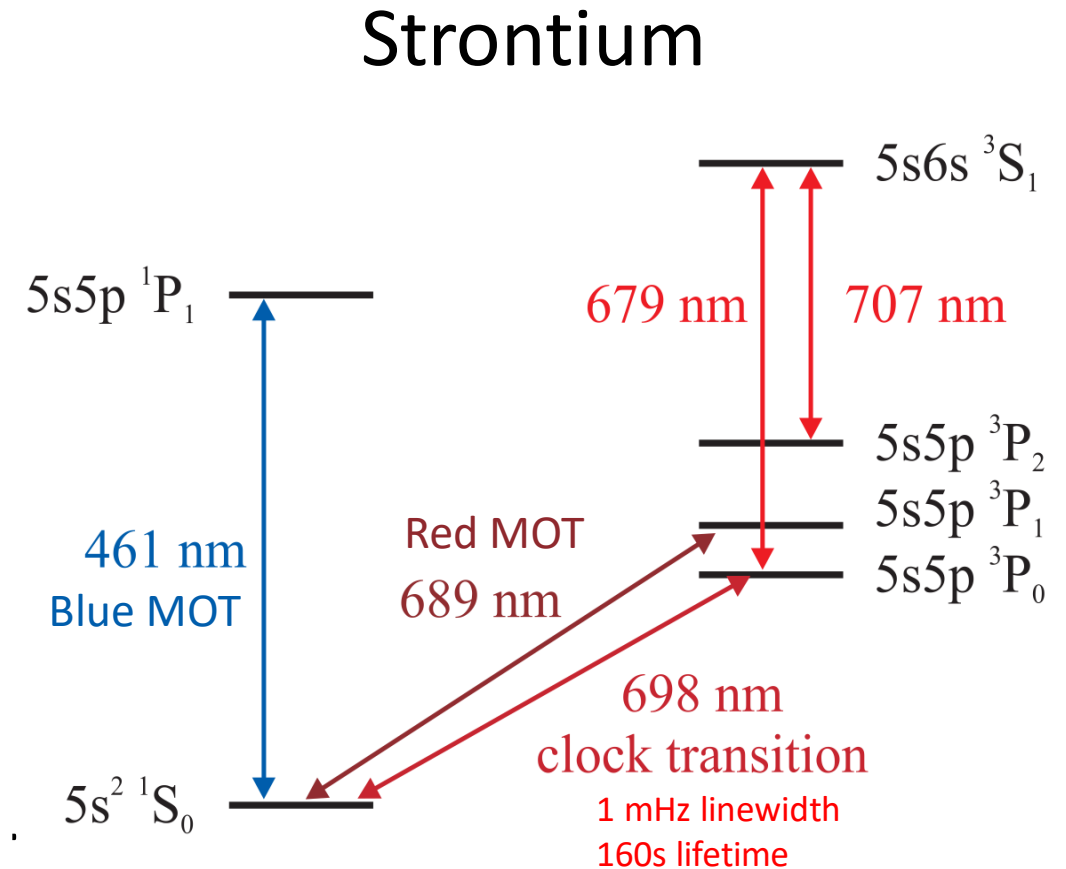 Strontium
5s6s ³S₁
5s5p ¹P₁
679 nm
707 nm
5s5p ³P₂
5s5p ³P₁
5s5p ³P₀
Red MOT
689 nm
461 nm
Blue MOT
698 nm
clock transition
1 mHz linewidth
160s lifetime
5s² ¹S₀
.